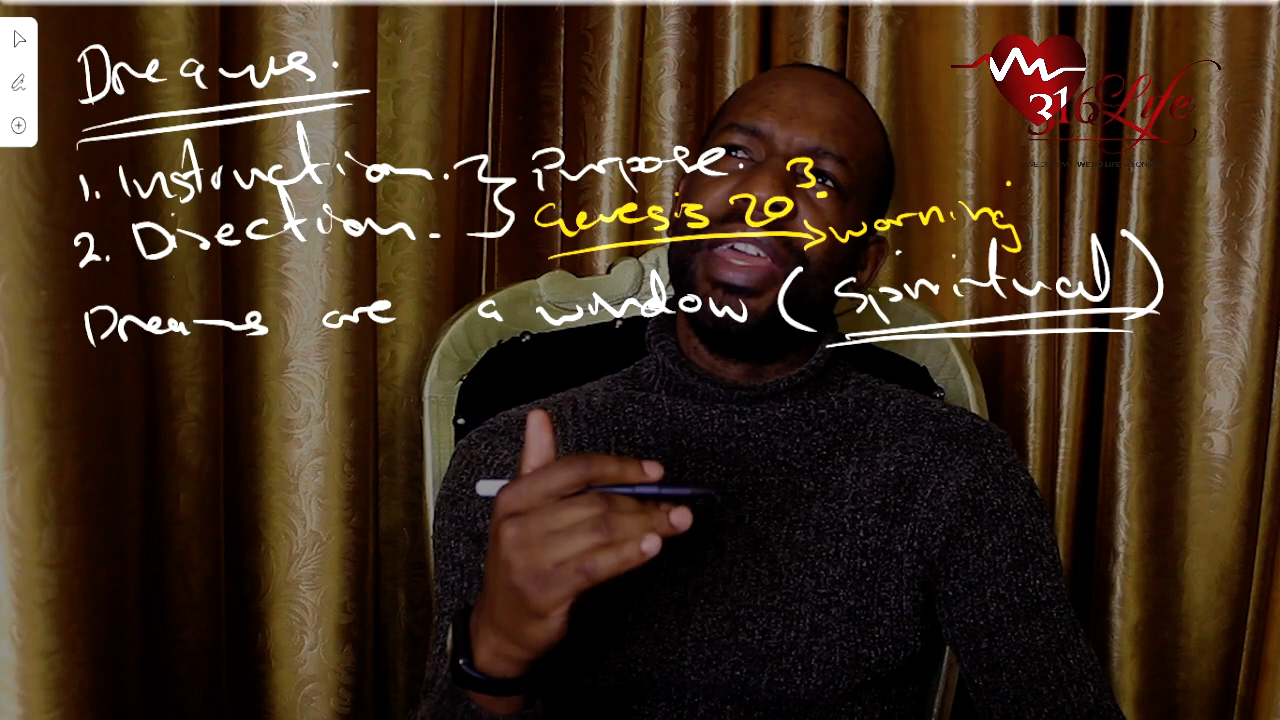 Dreams.
1. Instruction. } Purpose. 3.
2. Direction. Genesis 20 → warning
Dreams are a window (Spiritual)
316Life